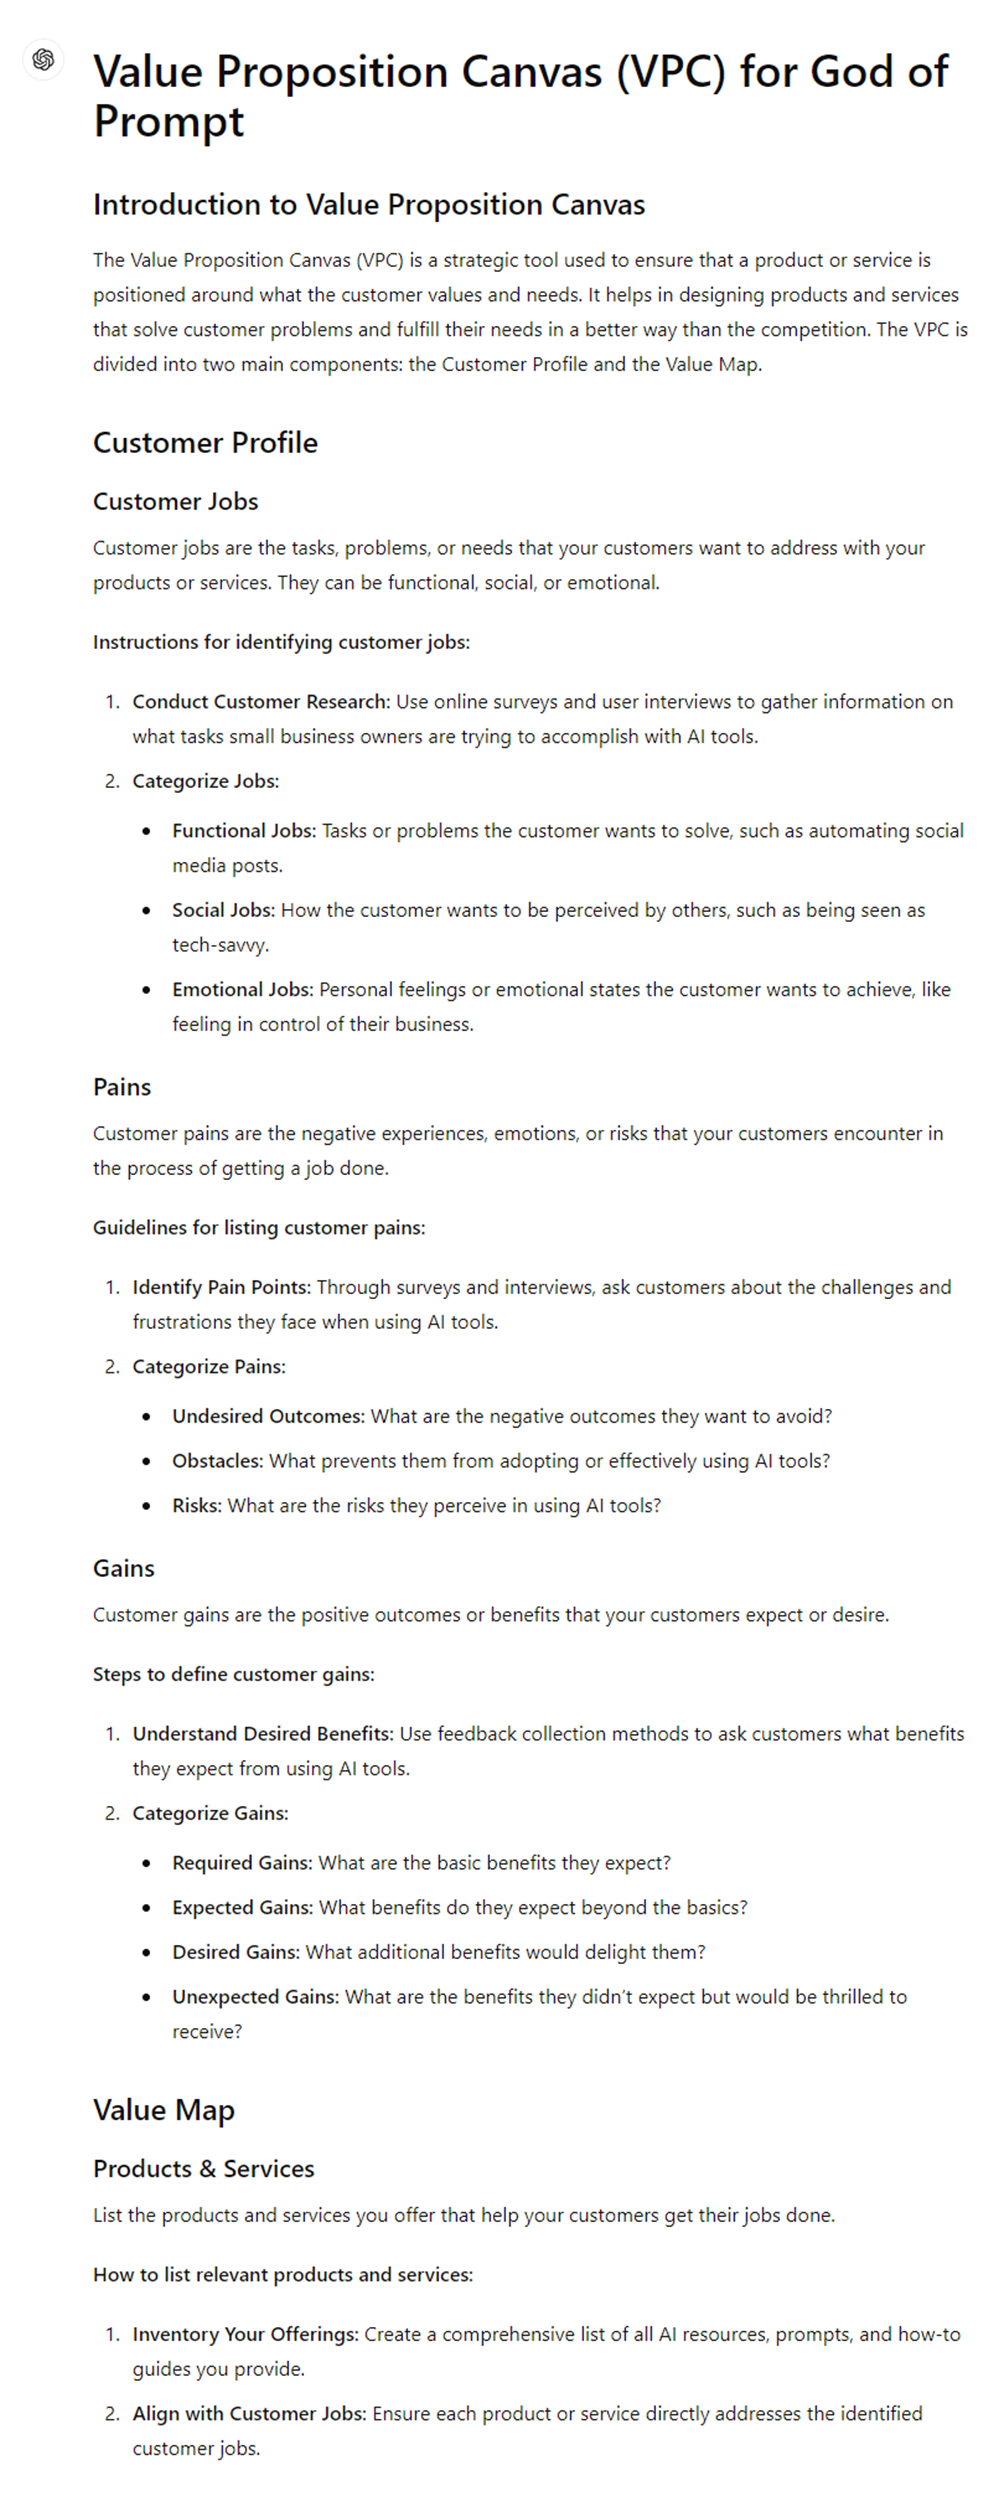 Value Proposition Canvas (VPC) for God of
Prompt
Introduction to Value Proposition Canvas
The Value Proposition Canvas (VPC) is a strategic tool used to ensure that a product or service is
positioned around what the customer values and needs. It helps in designing products and services
that solve customer problems and fulfill their needs in a better way than the competition. The VPC is
divided into two main components: the Customer Profile and the Value Map.
Customer Profile
Customer Jobs
Customer jobs are the tasks, problems, or needs that your customers want to address with your
products or services. They can be functional, social, or emotional.
Instructions for identifying customer jobs:
1. Conduct Customer Research: Use online surveys and user interviews to gather information on
what tasks small business owners are trying to accomplish with AI tools.
2. Categorize Jobs:
• Functional Jobs: Tasks or problems the customer wants to solve, such as automating social
media posts.
• Social Jobs: How the customer wants to be perceived by others, such as being seen as
tech-savvy.
• Emotional Jobs: Personal feelings or emotional states the customer wants to achieve, like
feeling in control of their business.
Pains
Customer pains are the negative experiences, emotions, or risks that your customers encounter in
the process of getting a job done.
Guidelines for listing customer pains:
1. Identify Pain Points: Through surveys and interviews, ask customers about the challenges and
frustrations they face when using AI tools.
2. Categorize Pains:
• Undesired Outcomes: What are the negative outcomes they want to avoid?
• Obstacles: What prevents them from adopting or effectively using AI tools?
• Risks: What are the risks they perceive in using AI tools?
Gains
Customer gains are the positive outcomes or benefits that your customers expect or desire.
Steps to define customer gains:
1. Understand Desired Benefits: Use feedback collection methods to ask customers what benefits
they expect from using AI tools.
2. Categorize Gains:
• Required Gains: What are the basic benefits they expect?
• Expected Gains: What benefits do they expect beyond the basics?
• Desired Gains: What additional benefits would delight them?
• Unexpected Gains: What are the benefits they didn't expect but would be thrilled to
receive?
Value Map
Products & Services
List the products and services you offer that help your customers get their jobs done.
How to list relevant products and services:
1. Inventory Your Offerings: Create a comprehensive list of all AI resources, prompts, and how-to
guides you provide.
2. Align with Customer Jobs: Ensure each product or service directly addresses the identified
customer jobs.